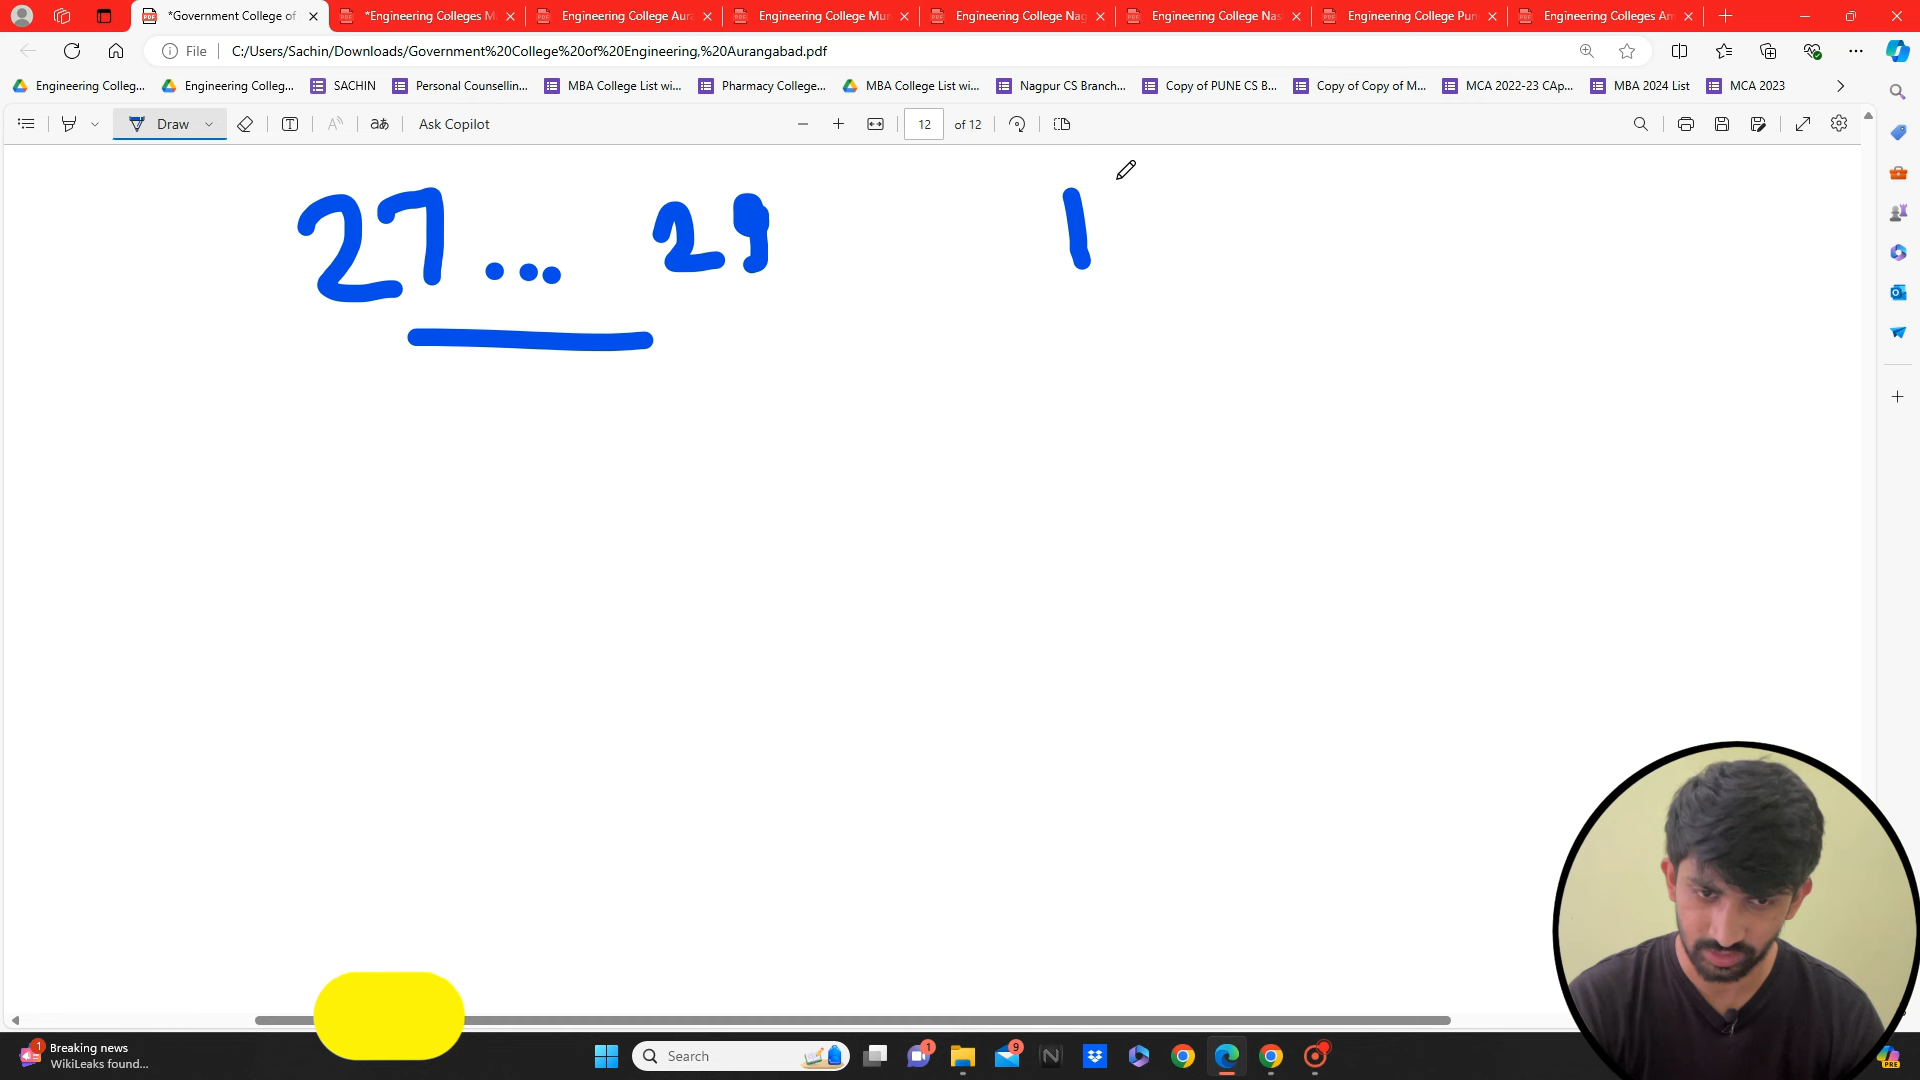 *Government College of
*Engineering Colleges M
Engineering College Aur
Engineering College Mur
Engineering College Nag
Engineering College Nas
Engineering College Pun
Engineering Colleges Am
File
C:/Users/Sachin/Downloads/Government%20College%20of%20Engineering,%20Aurangabad.pdf
Engineering Colleg...
Engineering Colleg...
SACHIN
Personal Counsellin...
MBA College List wi...
Pharmacy College...
MBA College List wi...
Nagpur CS Branch...
Copy of PUNE CS B...
Copy of Copy of M...
MCA 2022-23 CAp...
MBA 2024 List
MCA 2023
Draw
Ask Copilot
12
of 12
27... 29 1
Breaking news
WikiLeaks found...
Search
1
1
9